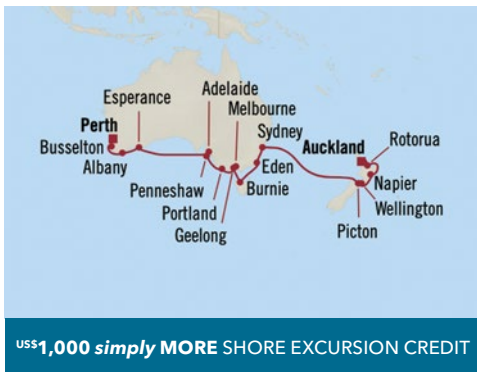 Esperance
Adelaide
Melbourne
Perth
Sydney
Auckland
Rotorua
Busselton
Albany
Eden
Penneshaw
Burnie
Napier
Portland
Wellington
Geelong
Picton
US$1,000 simply MORE SHORE EXCURSION CREDIT